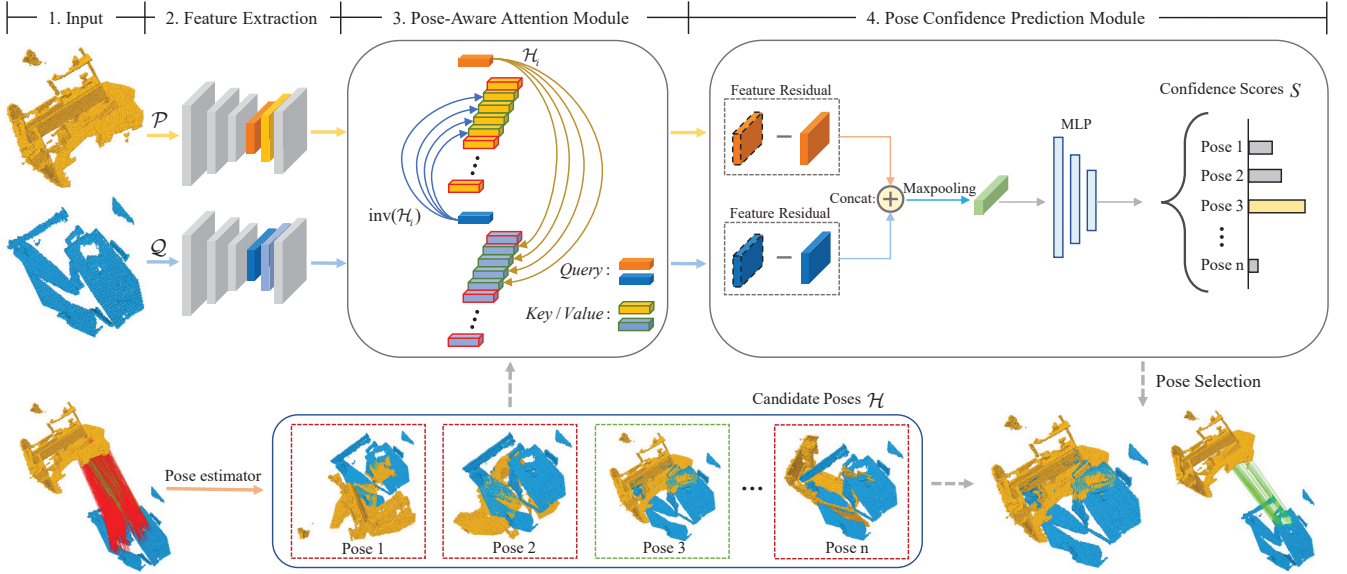 1. Input
2. Feature Extraction
3. Pose-Aware Attention Module
4. Pose Confidence Prediction Module
𝒫
𝒬
ℋᵢ
inv(ℋᵢ)
Query :
Key / Value :
Feature Residual
Feature Residual
Concat:
Maxpooling
MLP
Confidence Scores S
Pose 1
Pose 2
Pose 3
Pose n
Pose Selection
Pose estimator
Candidate Poses ℋ
Pose 1
Pose 2
Pose 3
...
Pose n